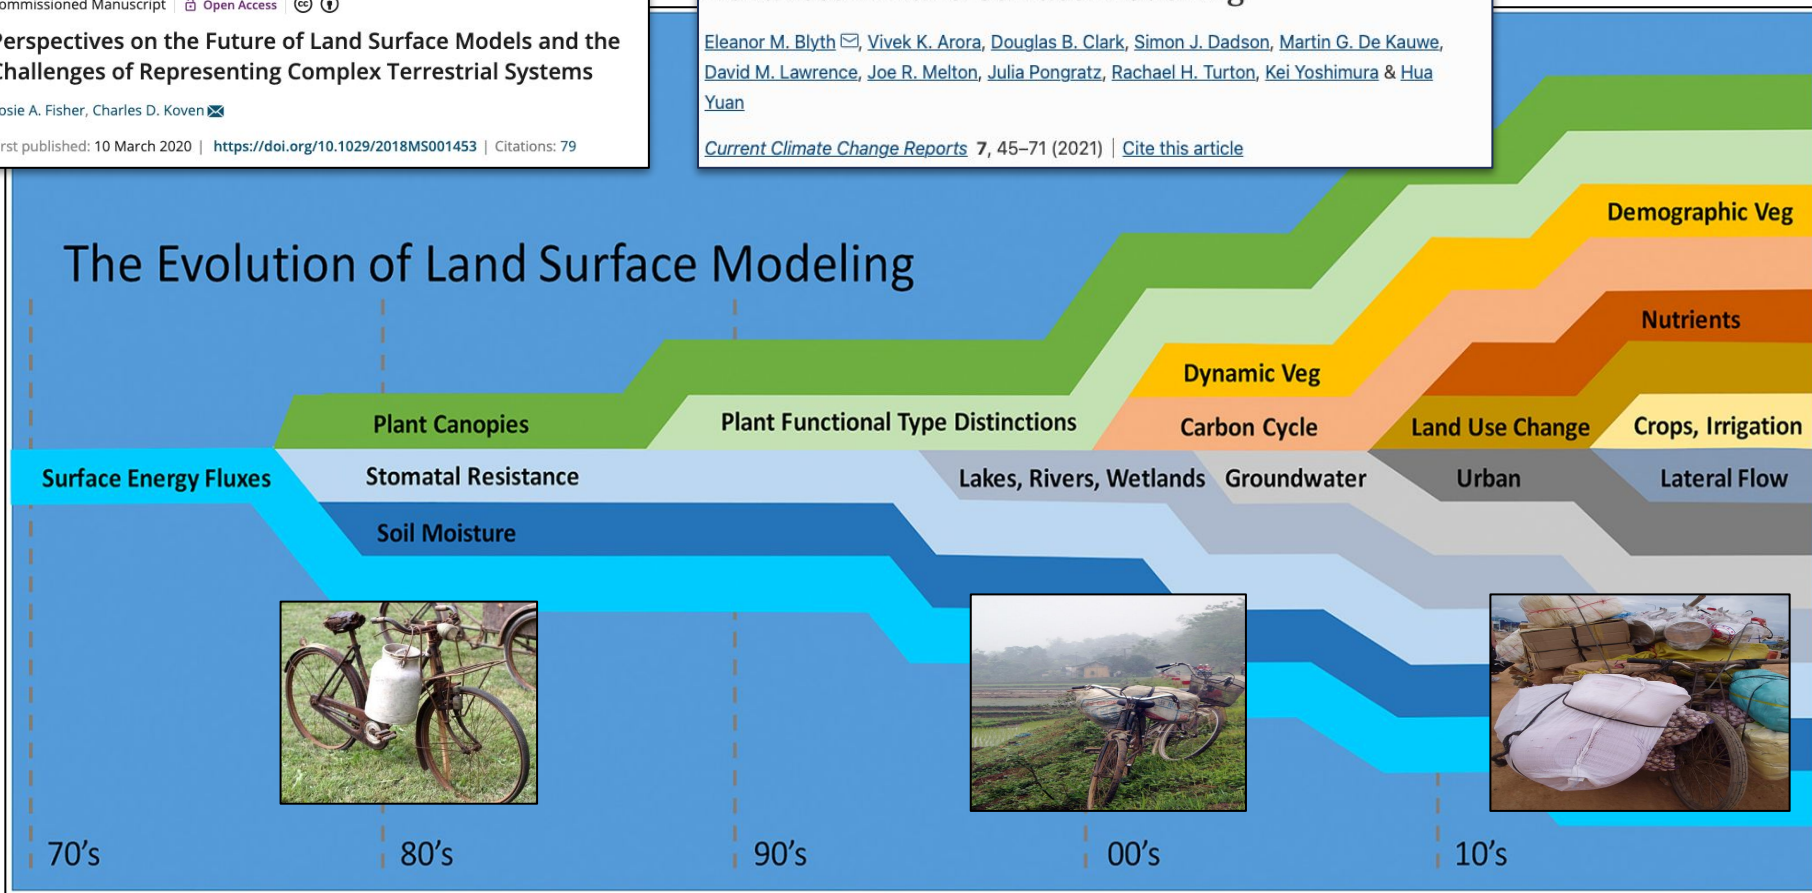 Commissioned Manuscript | Open Access |
Perspectives on the Future of Land Surface Models and the
Challenges of Representing Complex Terrestrial Systems
Rosie A. Fisher, Charles D. Koven
First published: 10 March 2020 | https://doi.org/10.1029/2018MS001453 | Citations: 79
Eleanor M. Blyth, Vivek K. Arora, Douglas B. Clark, Simon J. Dadson, Martin G. De Kauwe,
David M. Lawrence, Joe R. Melton, Julia Pongratz, Rachael H. Turton, Kei Yoshimura & Hua
Yuan
Current Climate Change Reports 7, 45–71 (2021) | Cite this article
The Evolution of Land Surface Modeling
Demographic Veg
Nutrients
Dynamic Veg
Plant Canopies
Plant Functional Type Distinctions
Carbon Cycle
Land Use Change
Crops, Irrigation
Surface Energy Fluxes
Stomatal Resistance
Lakes, Rivers, Wetlands
Groundwater
Urban
Lateral Flow
Soil Moisture
70's
80's
90's
00's
10's